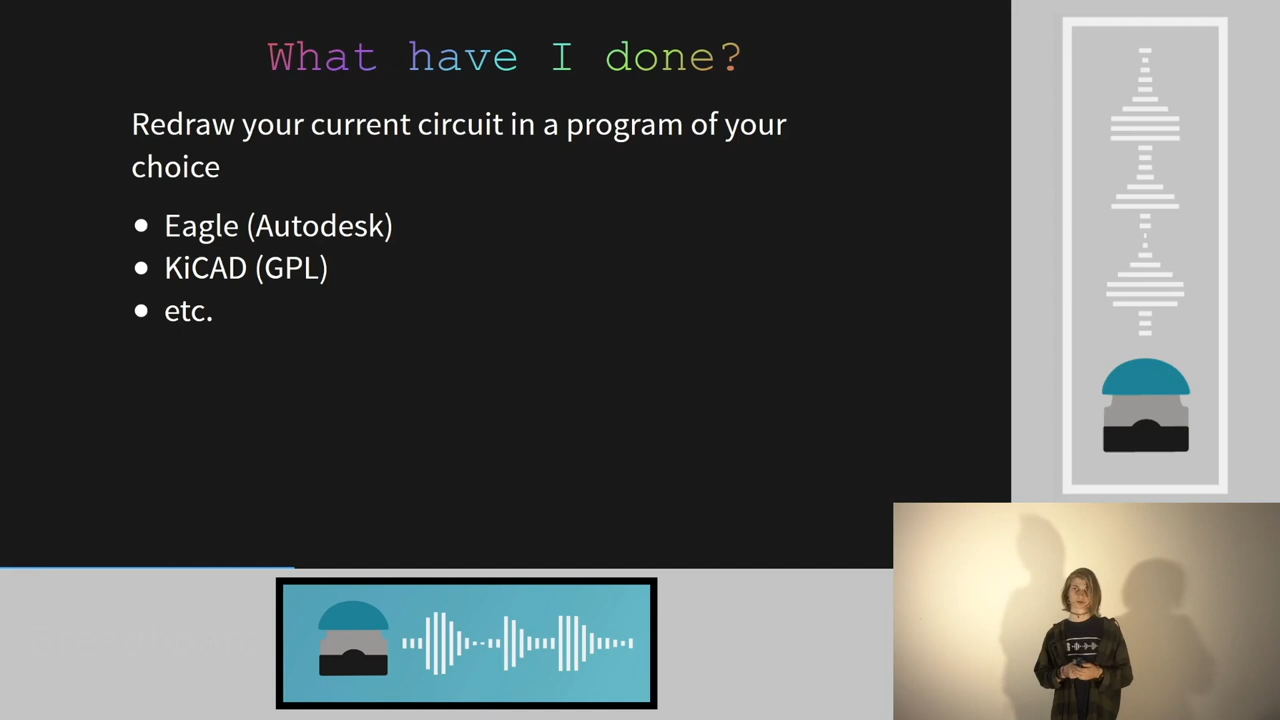 What have I done?
Redraw your current circuit in a program of your
choice
Eagle (Autodesk)
KiCAD (GPL)
etc.